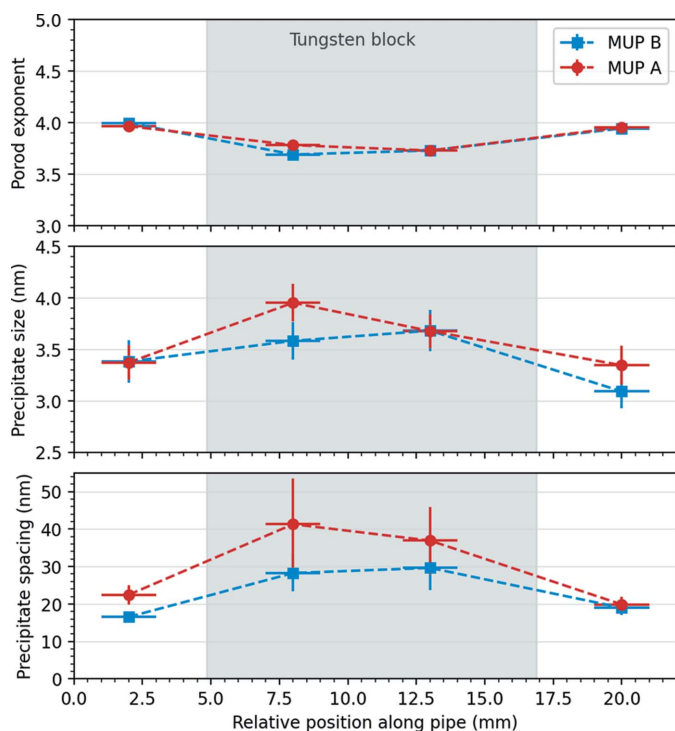 Tungsten block
MUP B
MUP A
Porod exponent
5.0
4.5
4.0
3.5
3.0
Precipitate size (nm)
4.5
4.0
3.5
3.0
2.5
Precipitate spacing (nm)
50
40
30
20
10
0
0.0 2.5 5.0 7.5 10.0 12.5 15.0 17.5 20.0
Relative position along pipe (mm)